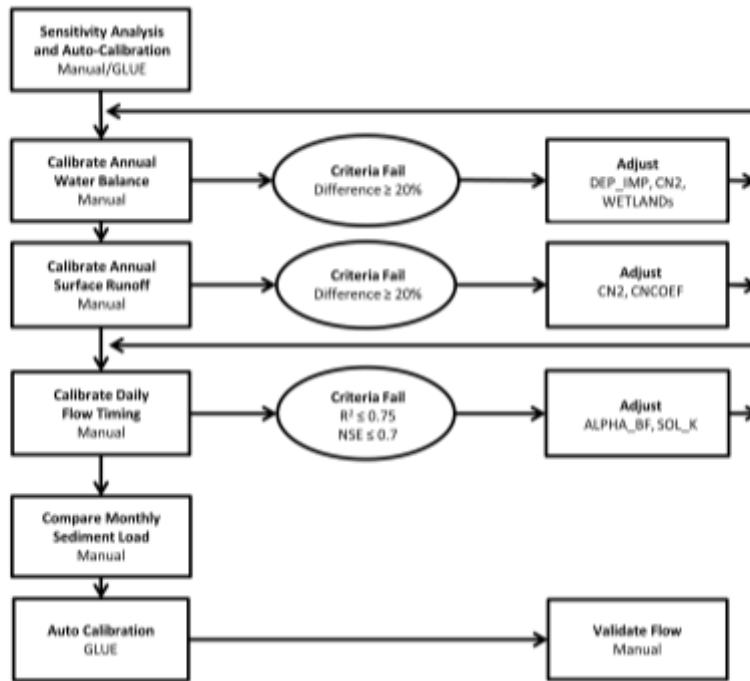 Sensitivity Analysis
and Auto-Calibration
Manual/GLUE
Calibrate Annual
Water Balance
Manual
Criteria Fail
Difference ≥ 20%
Adjust
DEP_IMP, CN2,
WETLANDs
Calibrate Annual
Surface Runoff
Manual
Criteria Fail
Difference ≥ 20%
Adjust
CN2, CNCOEF
Calibrate Daily
Flow Timing
Manual
Criteria Fail
R² ≤ 0.75
NSE ≤ 0.7
Adjust
ALPHA_BF, SOL_K
Compare Monthly
Sediment Load
Manual
Auto Calibration
GLUE
Validate Flow
Manual